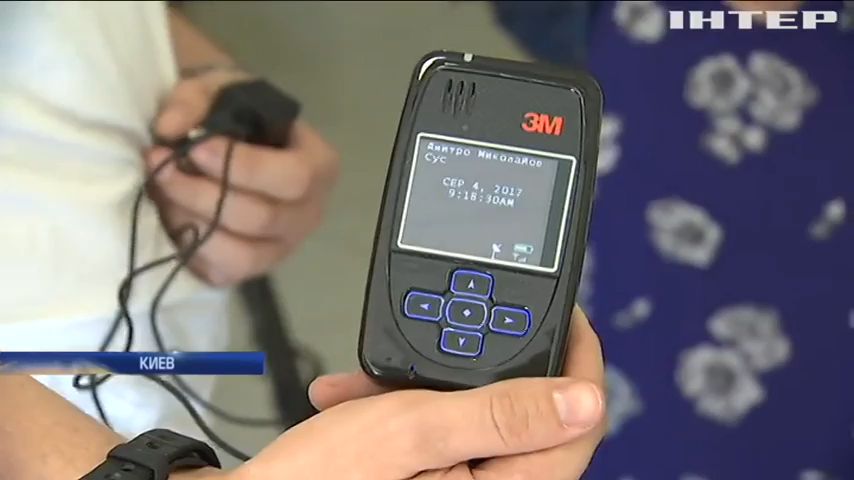 ІНТЕР
3M
Дмитро Миколайов
Сус
СЕР 4, 2017
9:18:30AM
КИЕВ